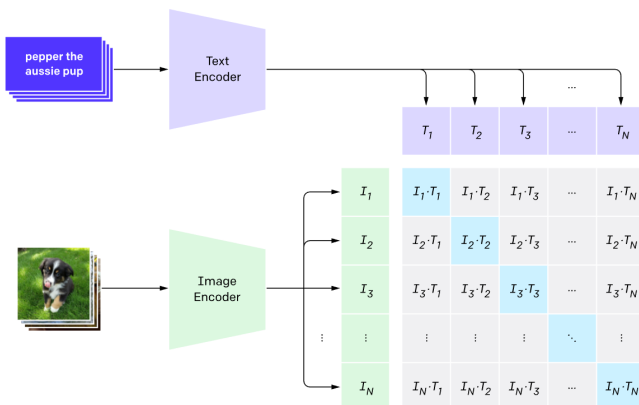 pepper the
aussie pup
Text
Encoder
...
T1 T2 T3 ... TN
I1 I1·T1 I1·T2 I1·T3 ... I1·TN
I2 I2·T1 I2·T2 I2·T3 ... I2·TN
Image
Encoder
I3 I3·T1 I3·T2 I3·T3 ... I3·TN
⋮ ⋮ ⋮ ⋮ ⋮ ⋱ ⋮
IN IN·T1 IN·T2 IN·T3 ... IN·TN